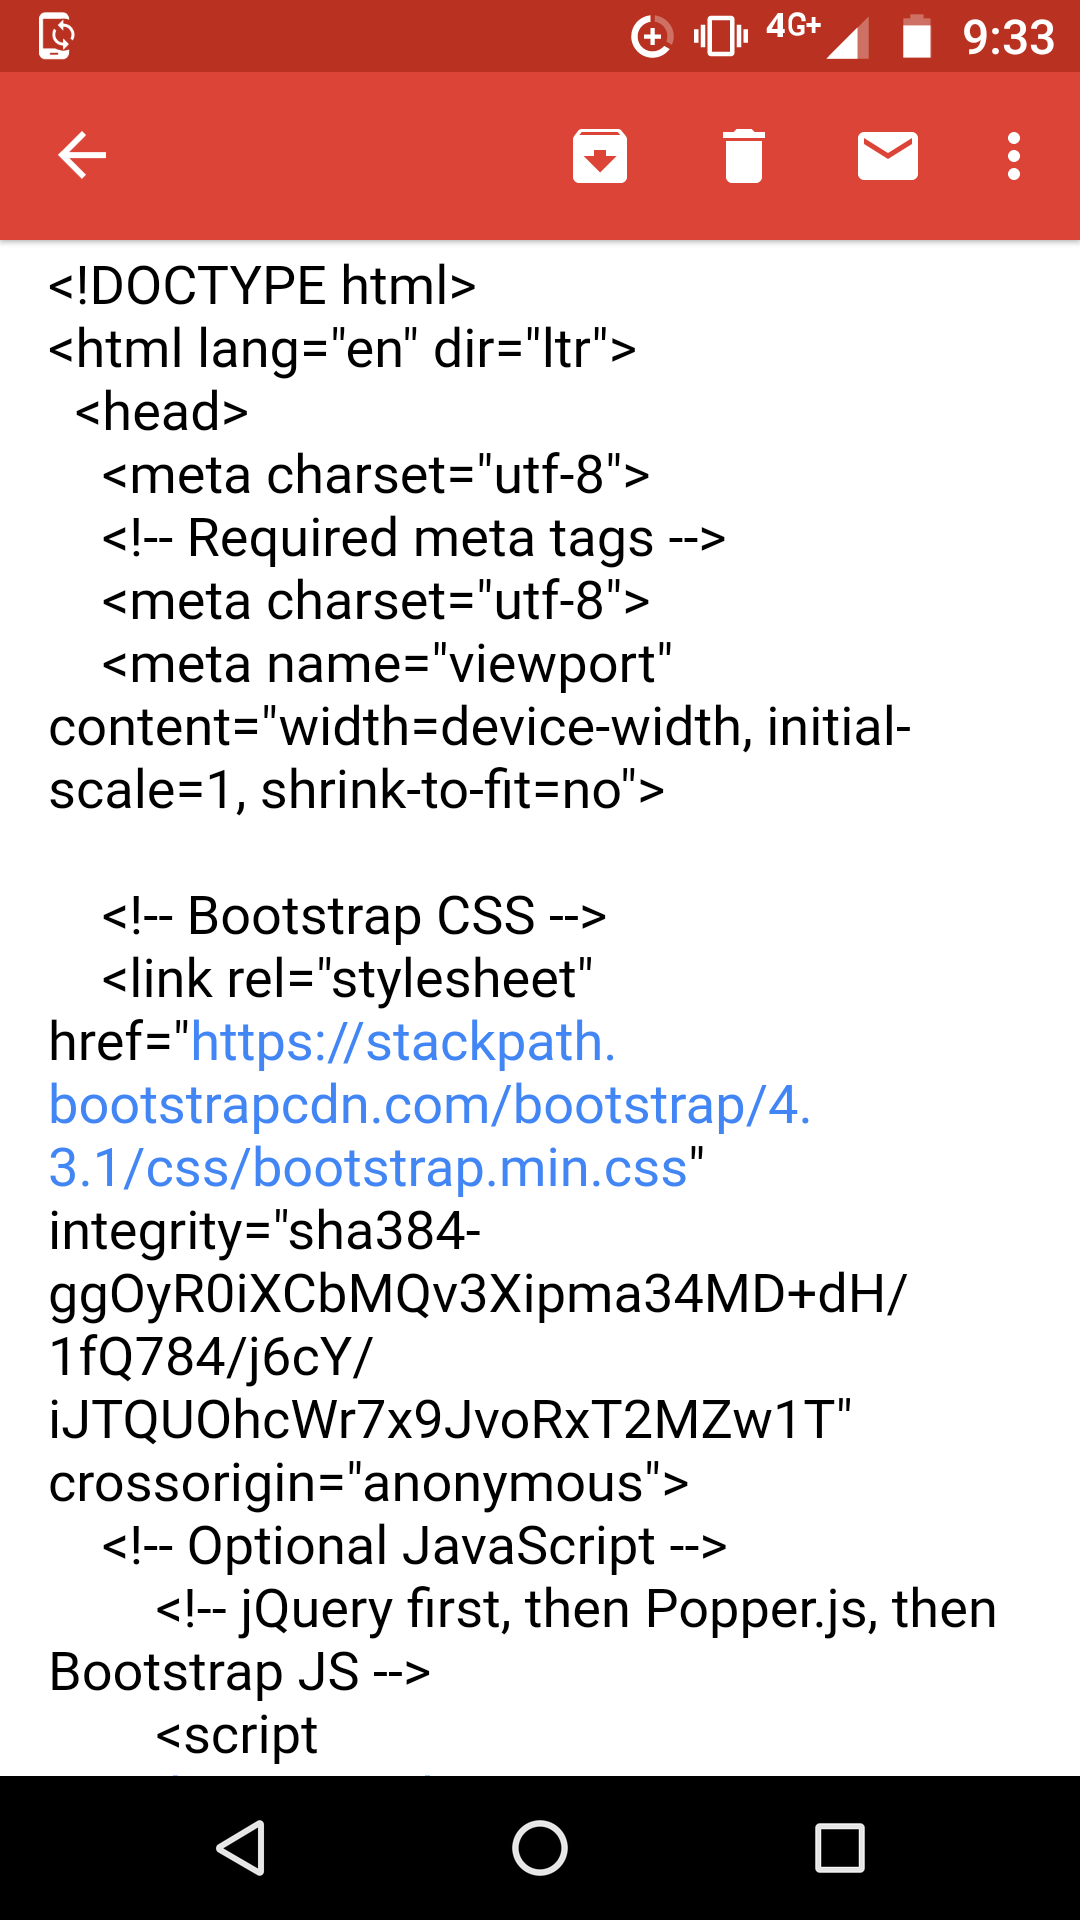 4G+ 9:33
<!DOCTYPE html>
<html lang="en" dir="ltr">
<head>
<meta charset="utf-8">
<!-- Required meta tags -->
<meta charset="utf-8">
<meta name="viewport"
content="width=device-width, initial-
scale=1, shrink-to-fit=no">
<!-- Bootstrap CSS -->
<link rel="stylesheet"
href="https://stackpath.
bootstrapcdn.com/bootstrap/4.
3.1/css/bootstrap.min.css"
integrity="sha384-
ggOyR0iXCbMQv3Xipma34MD+dH/
1fQ784/j6cY/
iJTQUOhcWr7x9JvoRxT2MZw1T"
crossorigin="anonymous">
<!-- Optional JavaScript -->
<!-- jQuery first, then Popper.js, then
Bootstrap JS -->
<script